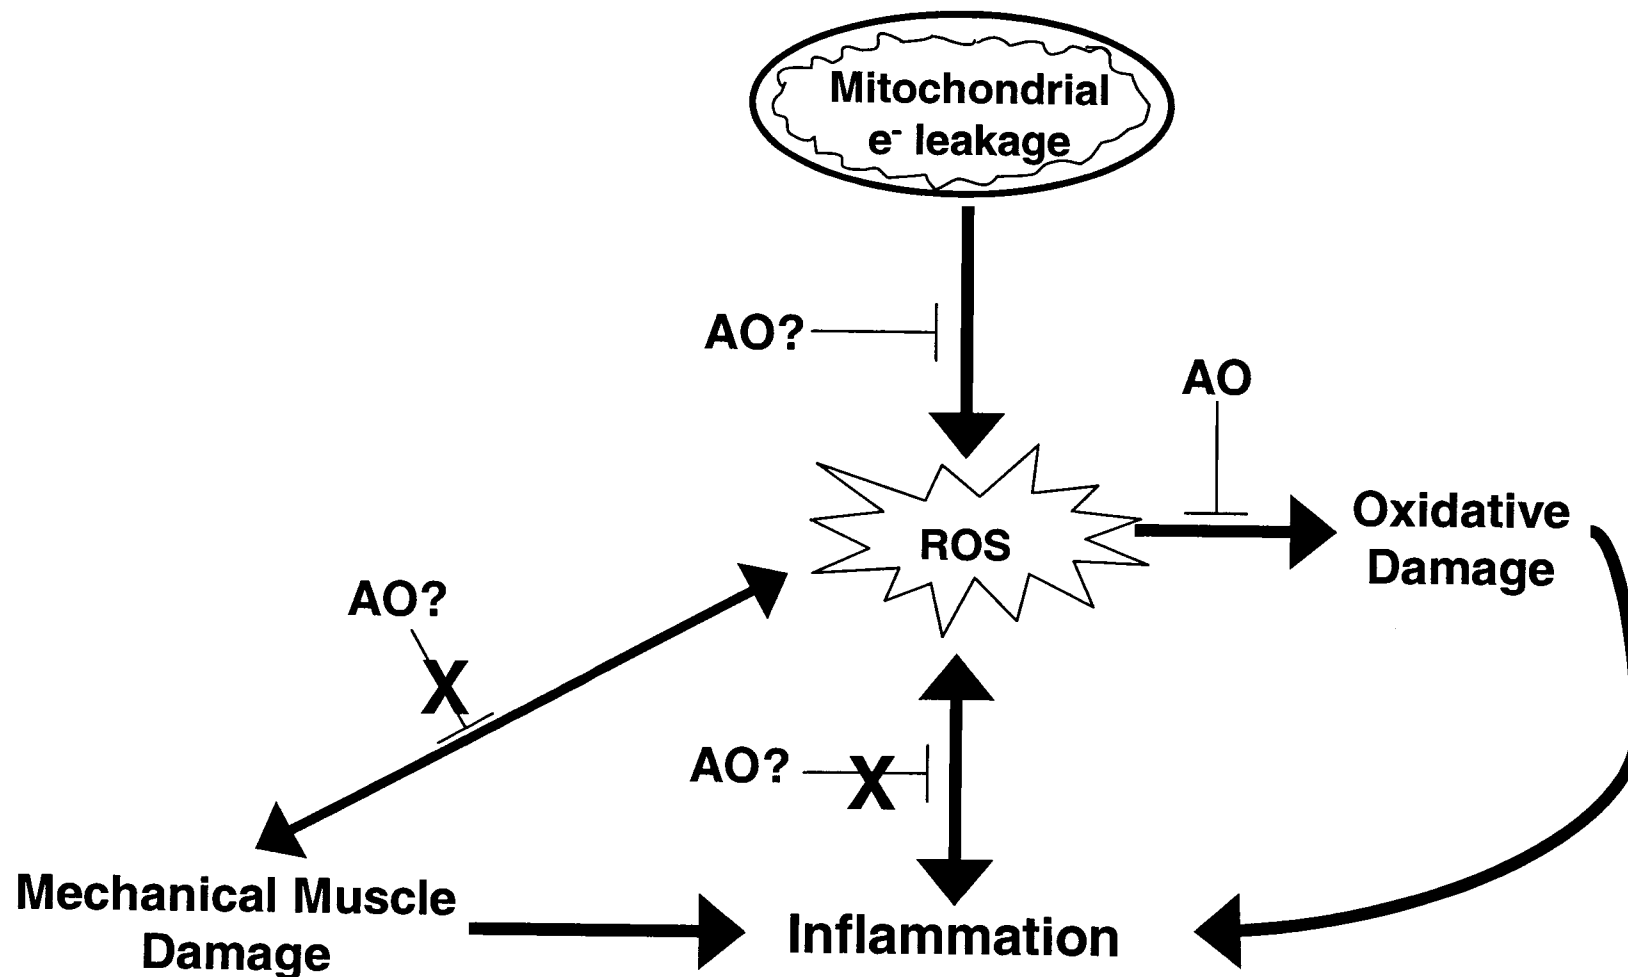 Mitochondrial
e⁻ leakage
AO?
AO
ROS
Oxidative
Damage
AO?
X
AO?
X
Mechanical Muscle
Damage
Inflammation